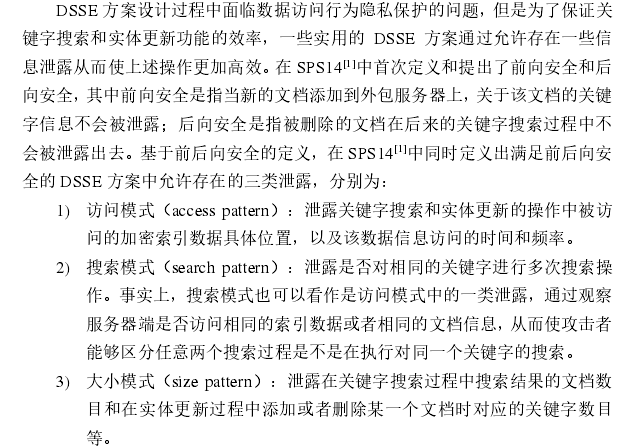 DSSE 方案设计过程中面临数据访问行为隐私保护的问题，但是为了保证关
键字搜索和实体更新功能的效率，一些实用的 DSSE 方案通过允许存在一些信
息泄露从而使上述操作更加高效。在 SPS14[1]中首次定义和提出了前向安全和后
向安全，其中前向安全是指当新的文档添加到外包服务器上，关于该文档的关键
字信息不会被泄露；后向安全是指被删除的文档在后来的关键字搜索过程中不
会被泄露出去。基于前后向安全的定义，在 SPS14[1]中同时定义出满足前后向安
全的 DSSE 方案中允许存在的三类泄露，分别为：
1) 访问模式（access pattern）：泄露关键字搜索和实体更新的操作中被访
问的加密索引数据具体位置，以及该数据信息访问的时间和频率。
2) 搜索模式（search pattern）：泄露是否对相同的关键字进行多次搜索操
作。事实上，搜索模式也可以看作是访问模式中的一类泄露，通过观察
服务器端是否访问相同的索引数据或者相同的文档信息，从而使攻击者
能够区分任意两个搜索过程是不是在执行对同一个关键字的搜索。
3) 大小模式（size pattern）：泄露在关键字搜索过程中搜索结果的文档数
目和在实体更新过程中添加或者删除某一个文档时对应的关键字数目
等。